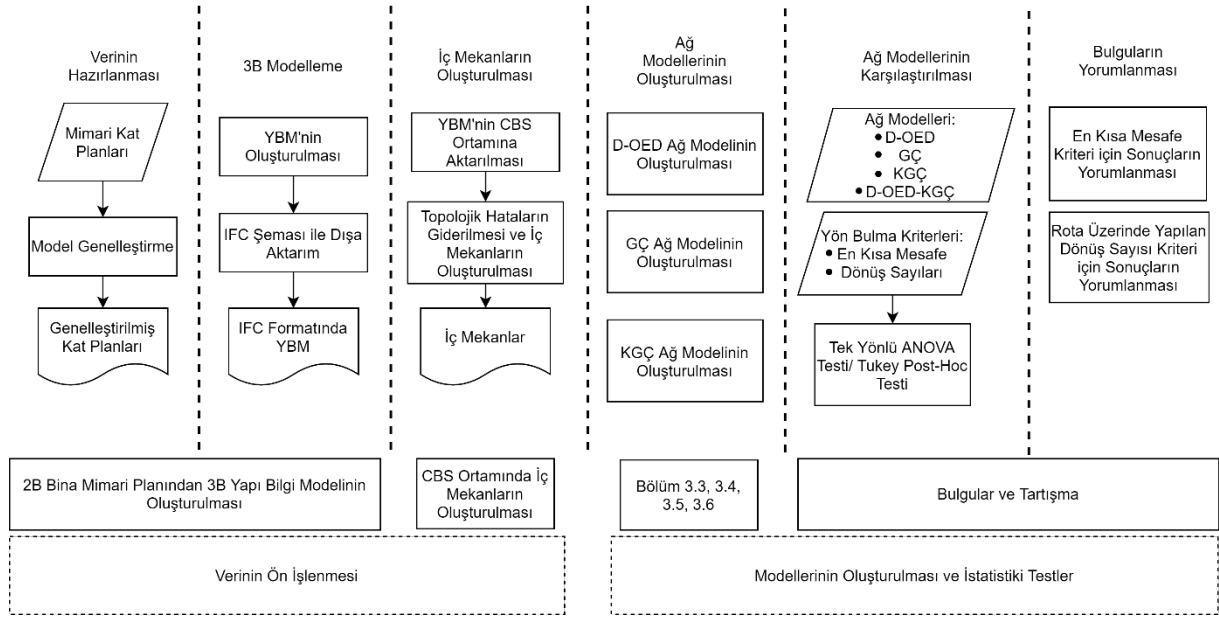 Verinin
Hazırlanması
Mimari Kat
Planları
Model Genelleştirme
Genelleştirilmiş
Kat Planları
3B Modelleme
YBM'nin
Oluşturulması
IFC Şeması ile Dışa
Aktarım
IFC Formatında
YBM
İç Mekanların
Oluşturulması
YBM'nin CBS
Ortamına
Aktarılması
Topolojik Hataların
Giderilmesi ve İç
Mekanların
Oluşturulması
İç Mekanlar
Ağ
Modellerinin
Oluşturulması
D-OED Ağ Modelinin
Oluşturulması
GÇ Ağ Modelinin
Oluşturulması
KGÇ Ağ Modelinin
Oluşturulması
Ağ Modellerinin
Karşılaştırılması
Ağ Modelleri:
● D-OED
● GÇ
● KGÇ
● D-OED-KGÇ
Yön Bulma Kriterleri:
● En Kısa Mesafe
● Dönüş Sayıları
Tek Yönlü ANOVA
Testi/ Tukey Post-Hoc
Testi
Bulguların
Yorumlanması
En Kısa Mesafe
Kriteri için Sonuçların
Yorumlanması
Rota Üzerinde Yapılan
Dönüş Sayısı Kriteri
için Sonuçların
Yorumlanması
2B Bina Mimari Planından 3B Yapı Bilgi Modelinin
Oluşturulması
CBS Ortamında İç
Mekanların
Oluşturulması
Bölüm 3.3, 3.4,
3.5, 3.6
Bulgular ve Tartışma
Verinin Ön İşlenmesi
Modellerinin Oluşturulması ve İstatistiki Testler